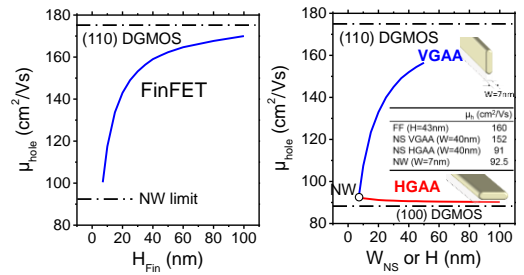 180
160
140
120
100
80
0 20 40 60 80 100
μhole (cm²/Vs)
HFin (nm)
(110) DGMOS
FinFET
NW limit
180
160
140
120
100
80
0 20 40 60 80 100
μhole (cm²/Vs)
WNS or H (nm)
(110) DGMOS
VGAA
W=7nm
μh (cm²/Vs)
FF (H=43nm) 160
NS VGAA (W=40nm) 152
NS HGAA (W=40nm) 91
NW (W=7nm) 92.5
NW
HGAA
(100) DGMOS